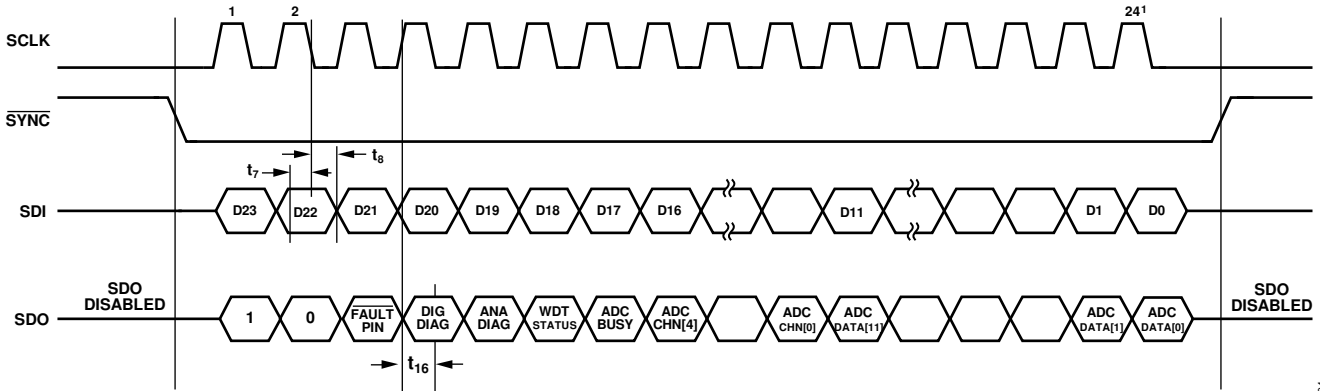 1 2 24¹
SCLK
SYNC
t₇ t₈
SDI D23 D22 D21 D20 D19 D18 D17 D16 D11 D1 D0
SDO
DISABLED
SDO
DISABLED
SDO 1 0 FAULT
PIN DIG
DIAG ANA
DIAG WDT
STATUS ADC
BUSY ADC
CHN[4] ADC
CHN[0] ADC
DATA[11] ADC
DATA[1] ADC
DATA[0]
t₁₆